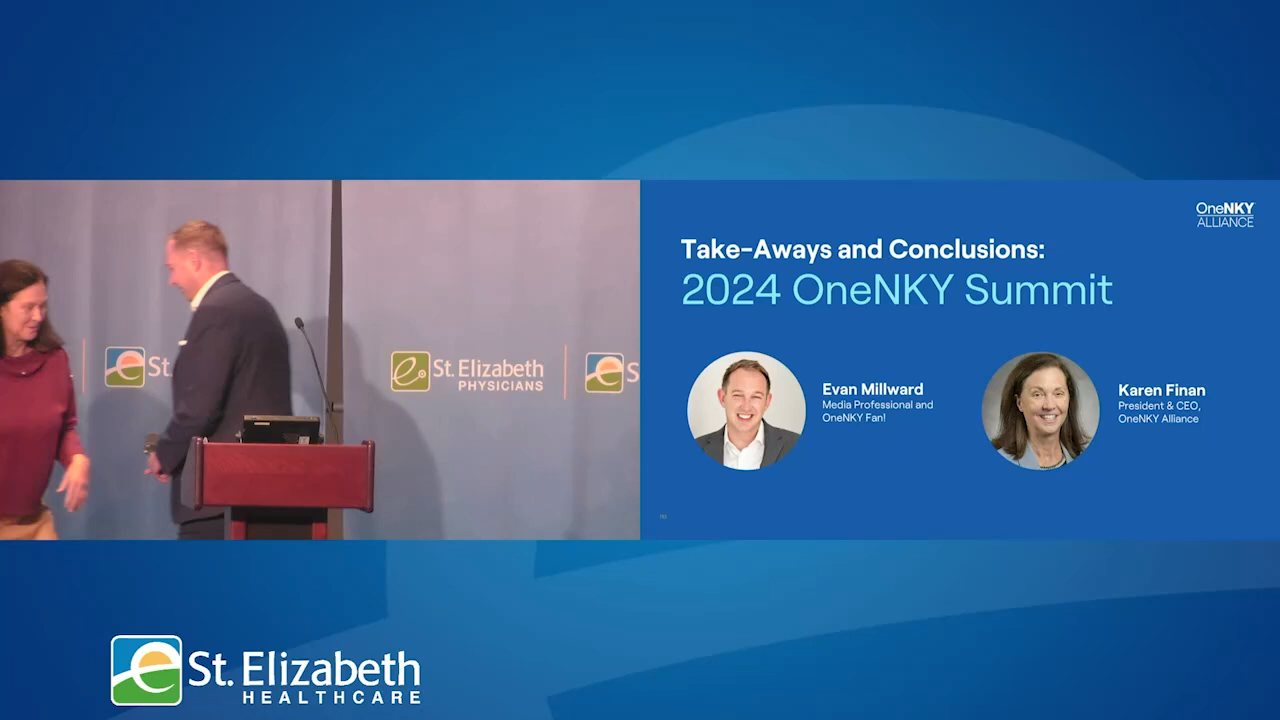 St.
St. Elizabeth
PHYSICIANS
S
OneNKY
ALLIANCE
Take-Aways and Conclusions:
2024 OneNKY Summit
Evan Millward
Media Professional and
OneNKY Fan!
Karen Finan
President & CEO,
OneNKY Alliance
St. Elizabeth
HEALTHCARE